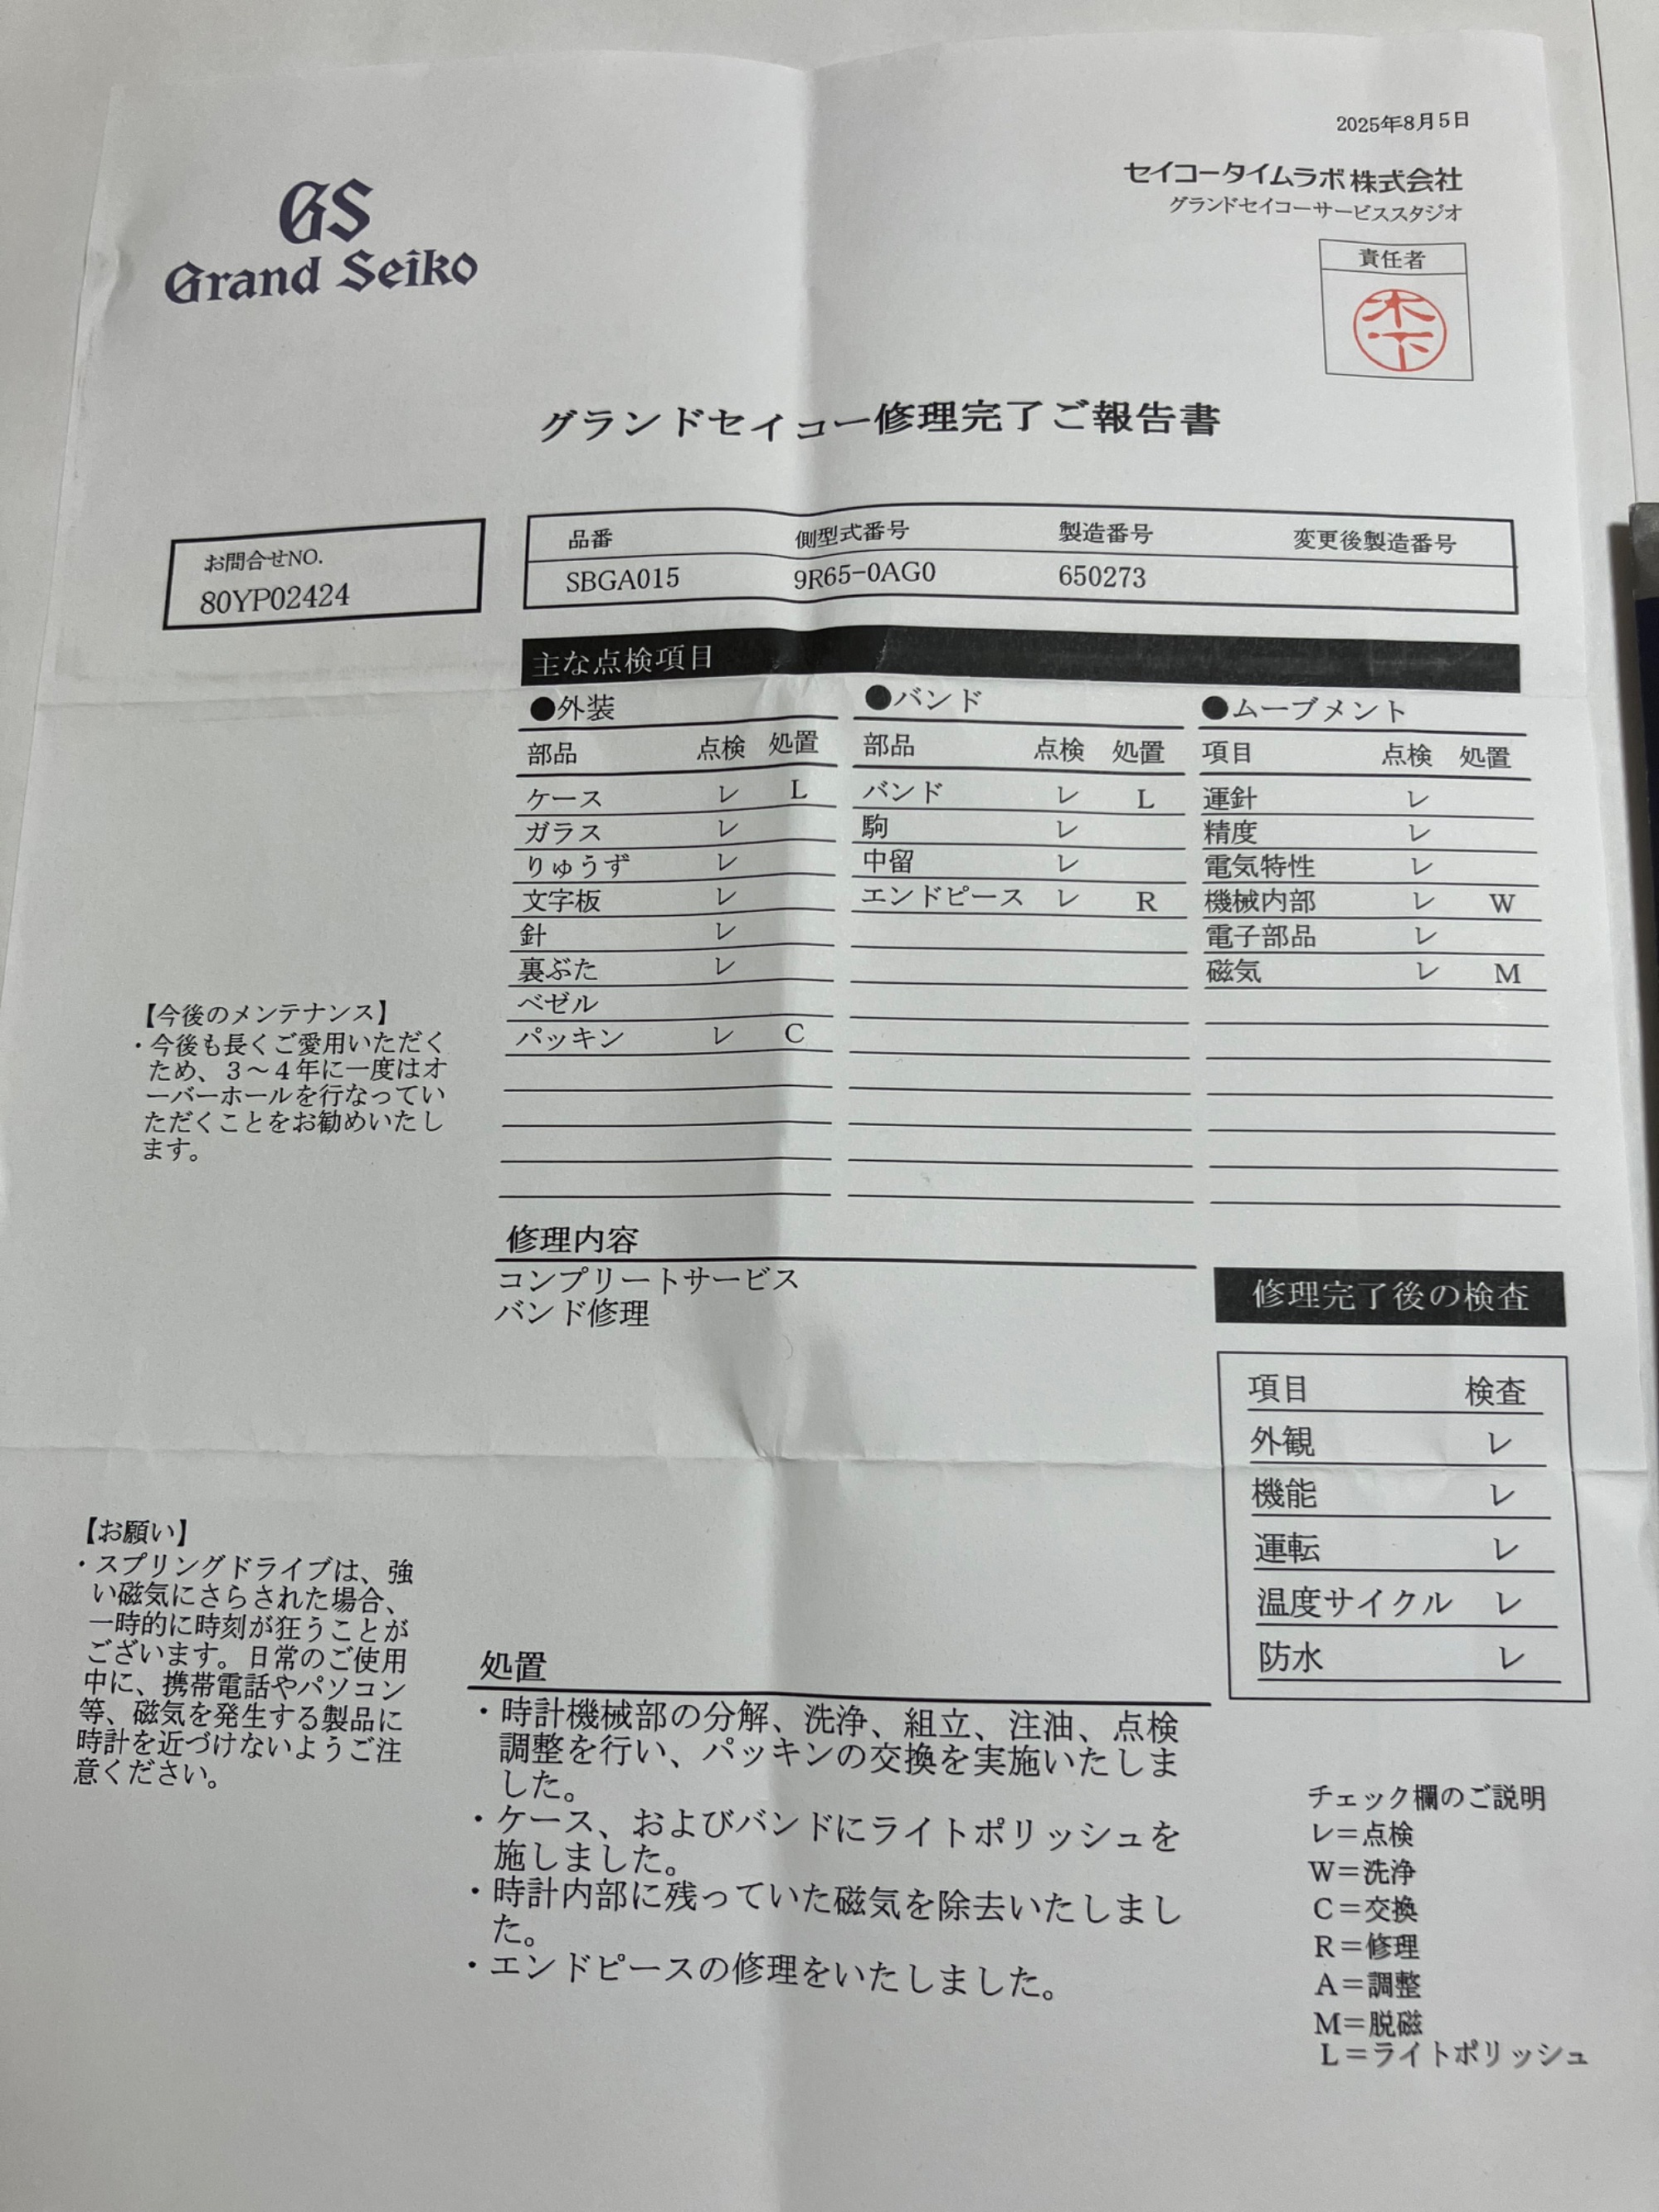 2025年8月5日
セイコータイムラボ株式会社
グランドセイコーサービススタジオ
責任者
木下
GS
Grand Seiko
グランドセイコー修理完了ご報告書
お問合せNO.
80YP02424
品番 側型式番号 製造番号 変更後製造番号
SBGA015 9R65-0AG0 650273
主な点検項目
●外装
部品 点検 処置
ケース レ L
ガラス レ
りゅうず レ
文字板 レ
針 レ
裏ぶた レ
ベゼル
パッキン レ C
●バンド
部品 点検 処置
バンド レ L
駒 レ
中留 レ
エンドピース レ R
●ムーブメント
項目 点検 処置
運針 レ
精度 レ
電気特性 レ
機械内部 レ W
電子部品 レ
磁気 レ M
【今後のメンテナンス】
・今後も長くご愛用いただく
ため、3～4年に一度はオ
ーバーホールを行なってい
ただくことをお勧めいたし
ます。
修理内容
コンプリートサービス
バンド修理
修理完了後の検査
項目 検査
外観 レ
機能 レ
運転 レ
温度サイクル レ
防水 レ
【お願い】
・スプリングドライブは、強
い磁気にさらされた場合、
一時的に時刻が狂うことが
ございます。日常のご使用
中に、携帯電話やパソコン
等、磁気を発生する製品に
時計を近づけないようご注
意ください。
処置
・時計機械部の分解、洗浄、組立、注油、点検
調整を行い、パッキンの交換を実施いたしま
した。
・ケース、およびバンドにライトポリッシュを
施しました。
・時計内部に残っていた磁気を除去いたしまし
た。
・エンドピースの修理をいたしました。
チェック欄のご説明
レ＝点検
W＝洗浄
C＝交換
R＝修理
A＝調整
M＝脱磁
L＝ライトポリッシュ